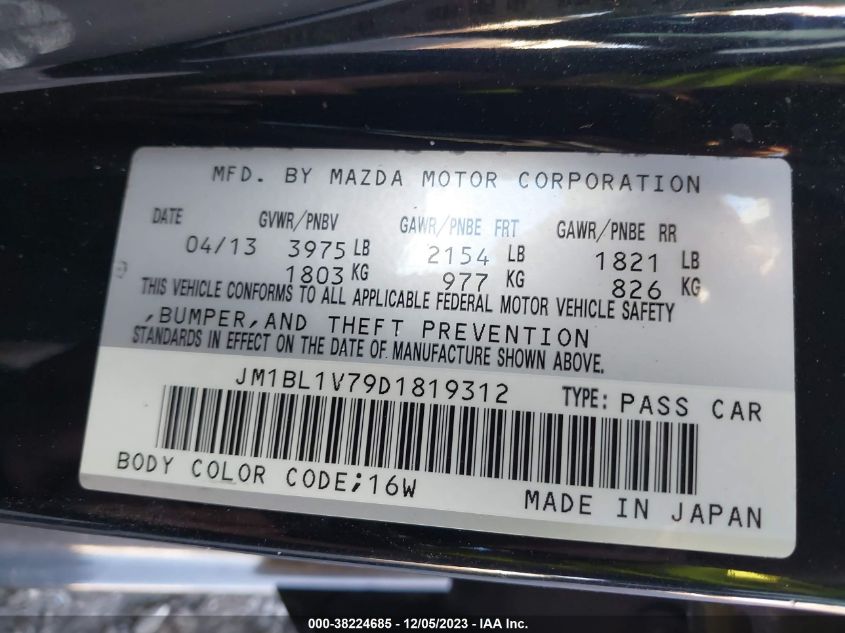 MFD. BY MAZDA MOTOR CORPORATION
DATE GVWR/PNBV GAWR/PNBE FRT GAWR/PNBE RR
04/13 3975 LB 2154 LB 1821 LB
1803 KG 977 KG 826 KG
THIS VEHICLE CONFORMS TO ALL APPLICABLE FEDERAL MOTOR VEHICLE SAFETY
,BUMPER,AND THEFT PREVENTION
STANDARDS IN EFFECT ON THE DATE OF MANUFACTURE SHOWN ABOVE.
JM1BL1V79D1819312 TYPE: PASS CAR
BODY COLOR CODE;16W
MADE IN JAPAN
000-38224685 - 12/05/2023 - IAA Inc.